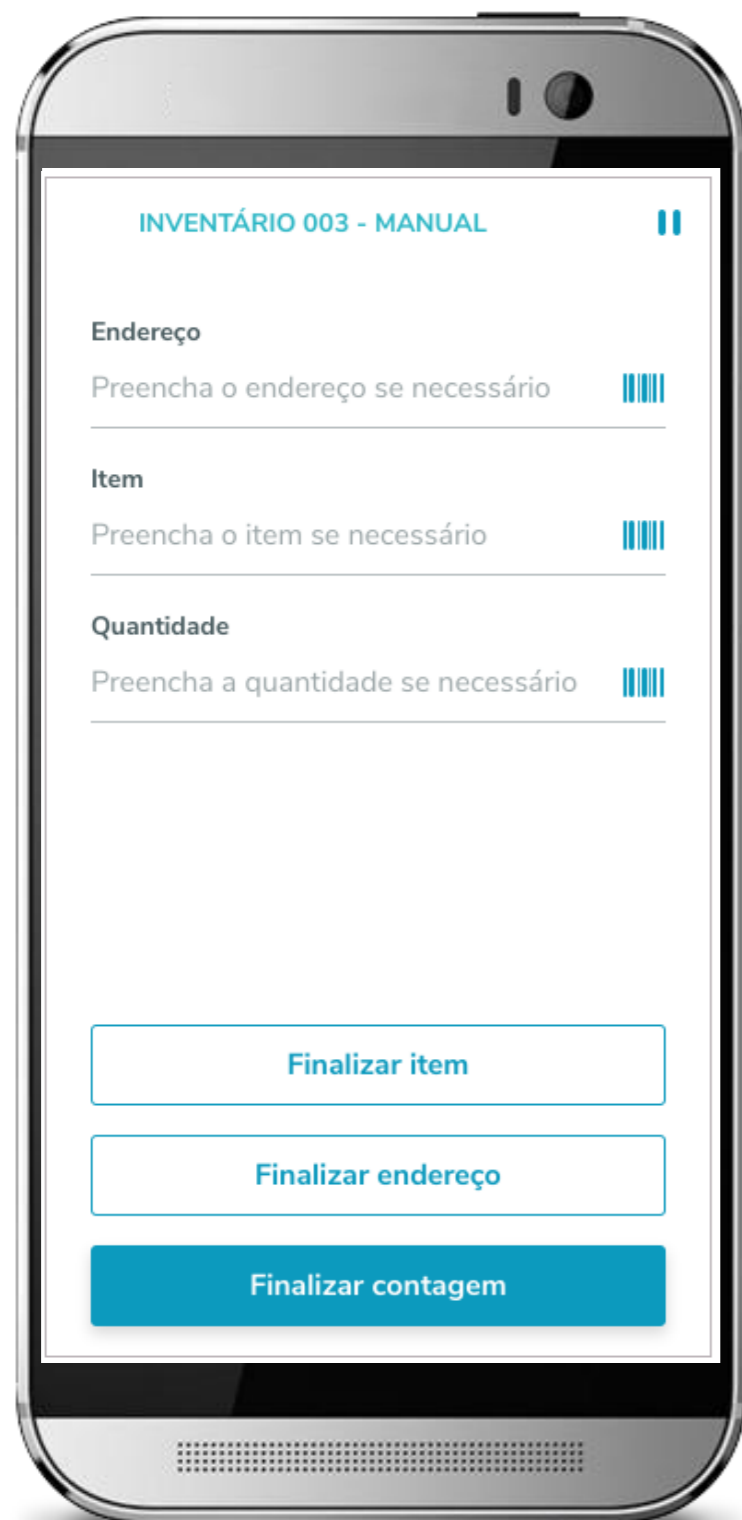 INVENTÁRIO 003 - MANUAL
Endereço
Preencha o endereço se necessário
Item
Preencha o item se necessário
Quantidade
Preencha a quantidade se necessário
Finalizar item
Finalizar endereço
Finalizar contagem